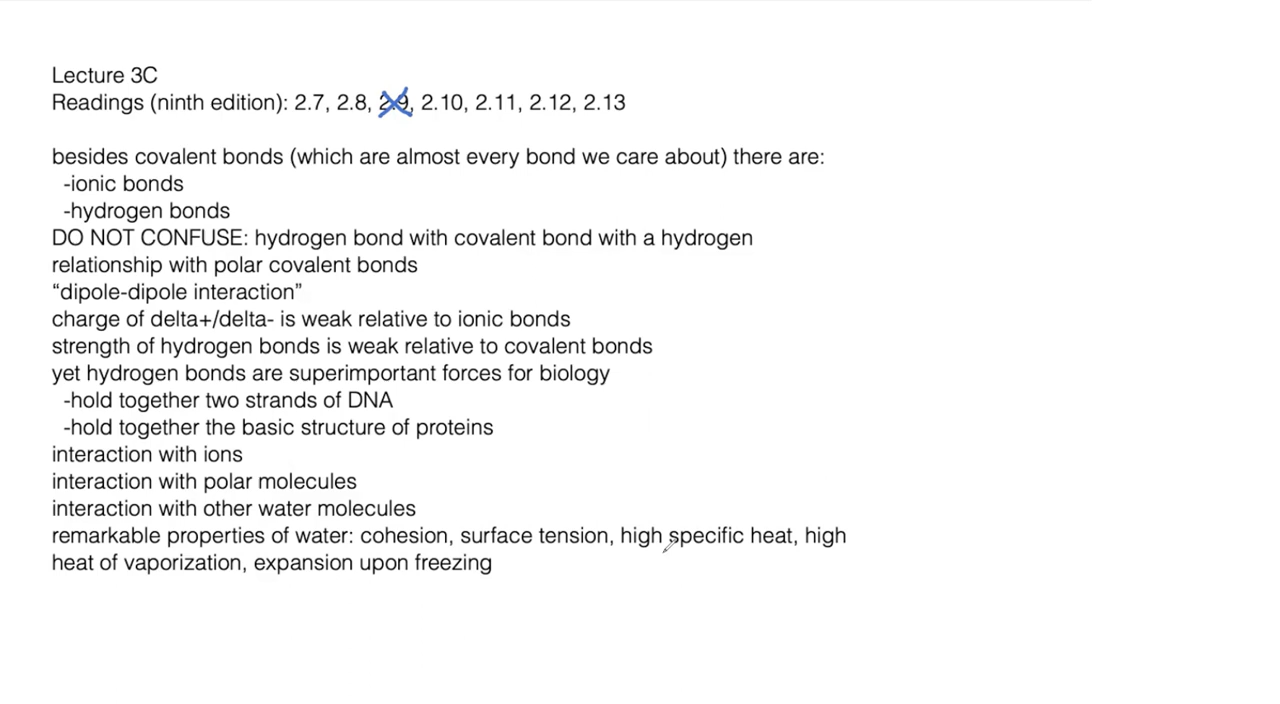 Lecture 3C
Readings (ninth edition): 2.7, 2.8, 2.9, 2.10, 2.11, 2.12, 2.13
besides covalent bonds (which are almost every bond we care about) there are:
-ionic bonds
-hydrogen bonds
DO NOT CONFUSE: hydrogen bond with covalent bond with a hydrogen
relationship with polar covalent bonds
“dipole-dipole interaction”
charge of delta+/delta- is weak relative to ionic bonds
strength of hydrogen bonds is weak relative to covalent bonds
yet hydrogen bonds are superimportant forces for biology
-hold together two strands of DNA
-hold together the basic structure of proteins
interaction with ions
interaction with polar molecules
interaction with other water molecules
remarkable properties of water: cohesion, surface tension, high specific heat, high
heat of vaporization, expansion upon freezing